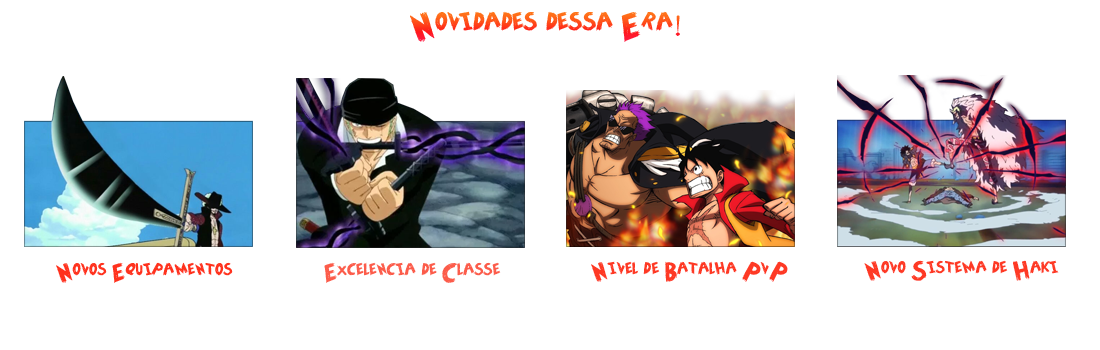 Novidades dessa Era!
Novos Equipamentos
Excelencia de Classe
Nivel de Batalha PvP
Novo Sistema de Haki